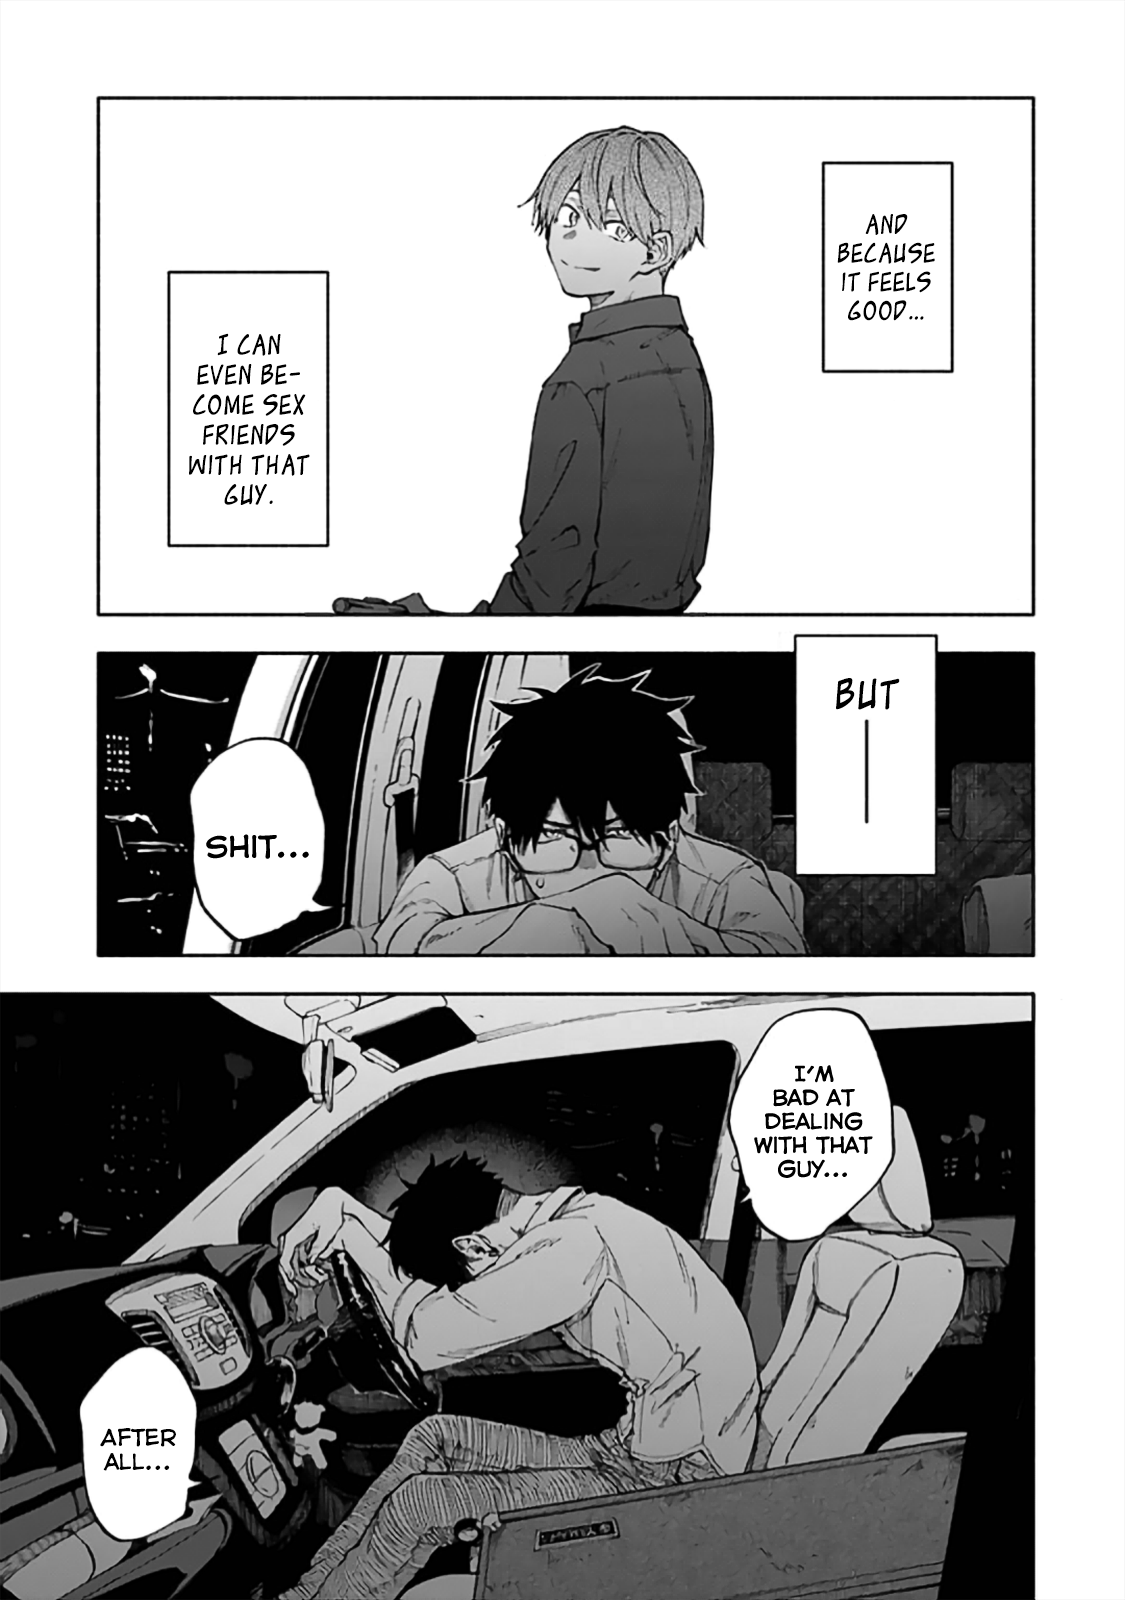 AND
BECAUSE
IT FEELS
GOOD...
I CAN
EVEN BE-
COME SEX
FRIENDS
WITH THAT
GUY.
BUT
SHIT...
I'M
BAD AT
DEALING
WITH THAT
GUY...
AFTER
ALL...